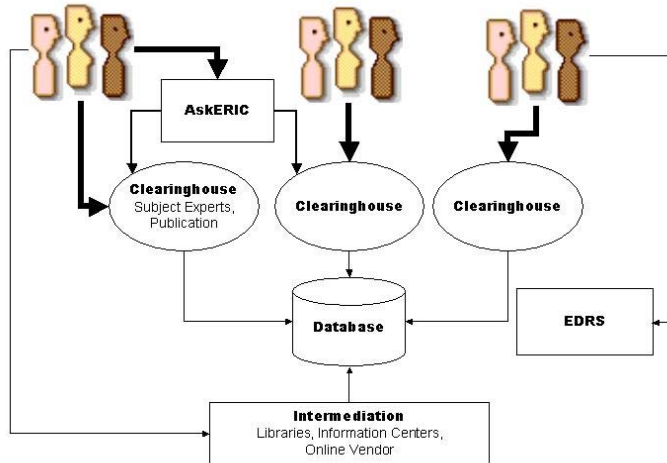 AskERIC
Clearinghouse
Subject Experts,
Publication
Clearinghouse
Clearinghouse
Database
EDRS
Intermediation
Libraries, Information Centers,
Online Vendor